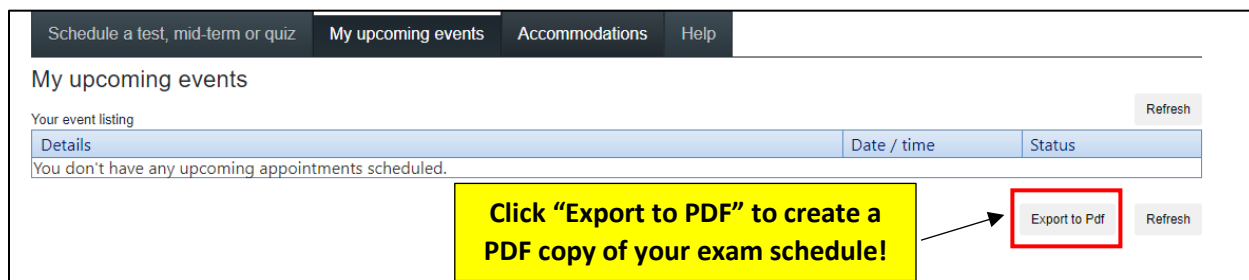 Schedule a test, mid-term or quiz My upcoming events Accommodations Help
My upcoming events
Refresh
Your event listing
Details Date / time Status
You don't have any upcoming appointments scheduled.
Click “Export to PDF” to create a
PDF copy of your exam schedule!
Export to Pdf Refresh